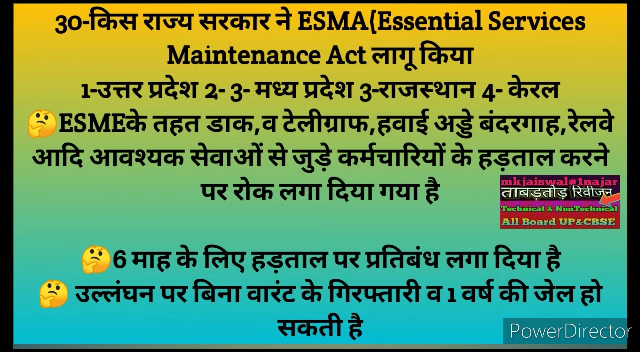 30-किस राज्य सरकार ने ESMA(Essential Services
Maintenance Act लागू किया
1-उत्तर प्रदेश 2- 3- मध्य प्रदेश 3-राजस्थान 4- केरल
🤔ESMEके तहत डाक,व टेलीग्राफ,हवाई अड्डे बंदरगाह,रेलवे
आदि आवश्यक सेवाओं से जुड़े कर्मचारियों के हड़ताल करने
पर रोक लगा दिया गया है
mkjaiswal#1najar
ताबड़तोड़ रिवीजन
Technical & NonTechnical
All Board UP&CBSE
🤔6 माह के लिए हड़ताल पर प्रतिबंध लगा दिया है
🤔 उल्लंघन पर बिना वारंट के गिरफ्तारी व 1 वर्ष की जेल हो
सकती है
PowerDirector